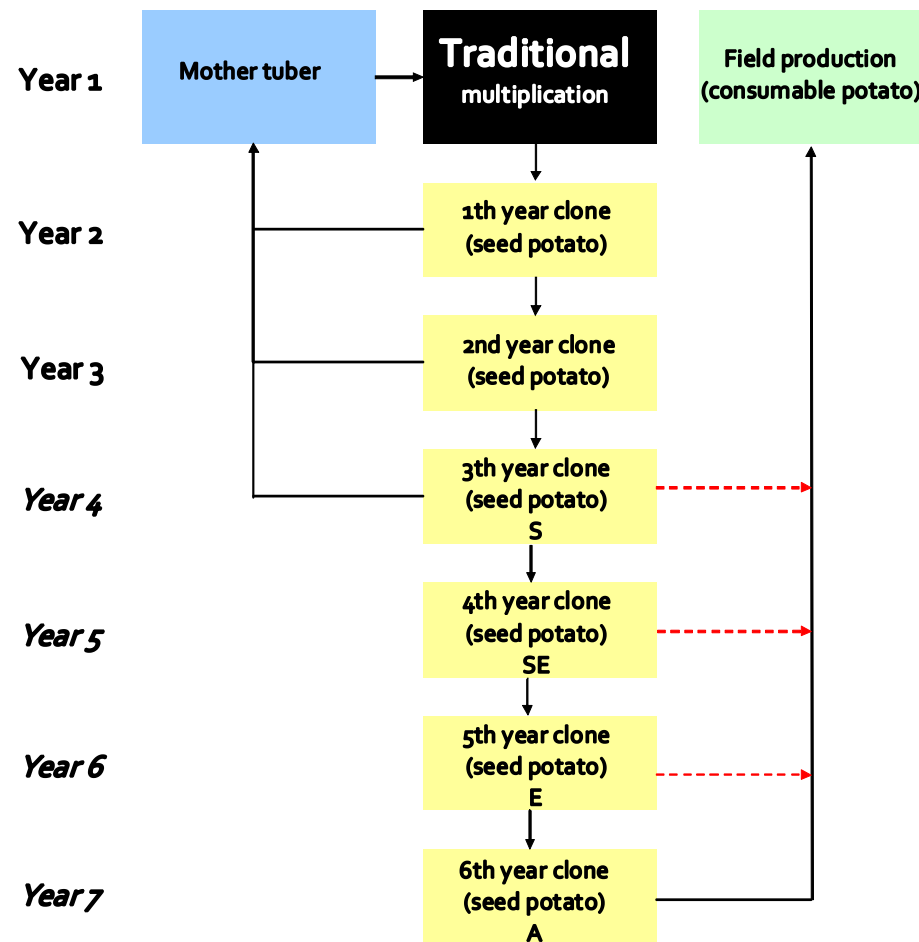 Year 1
Mother tuber
Traditional
multiplication
Field production
(consumable potato)
Year 2
1th year clone
(seed potato)
Year 3
2nd year clone
(seed potato)
Year 4
3th year clone
(seed potato)
S
Year 5
4th year clone
(seed potato)
SE
Year 6
5th year clone
(seed potato)
E
Year 7
6th year clone
(seed potato)
A